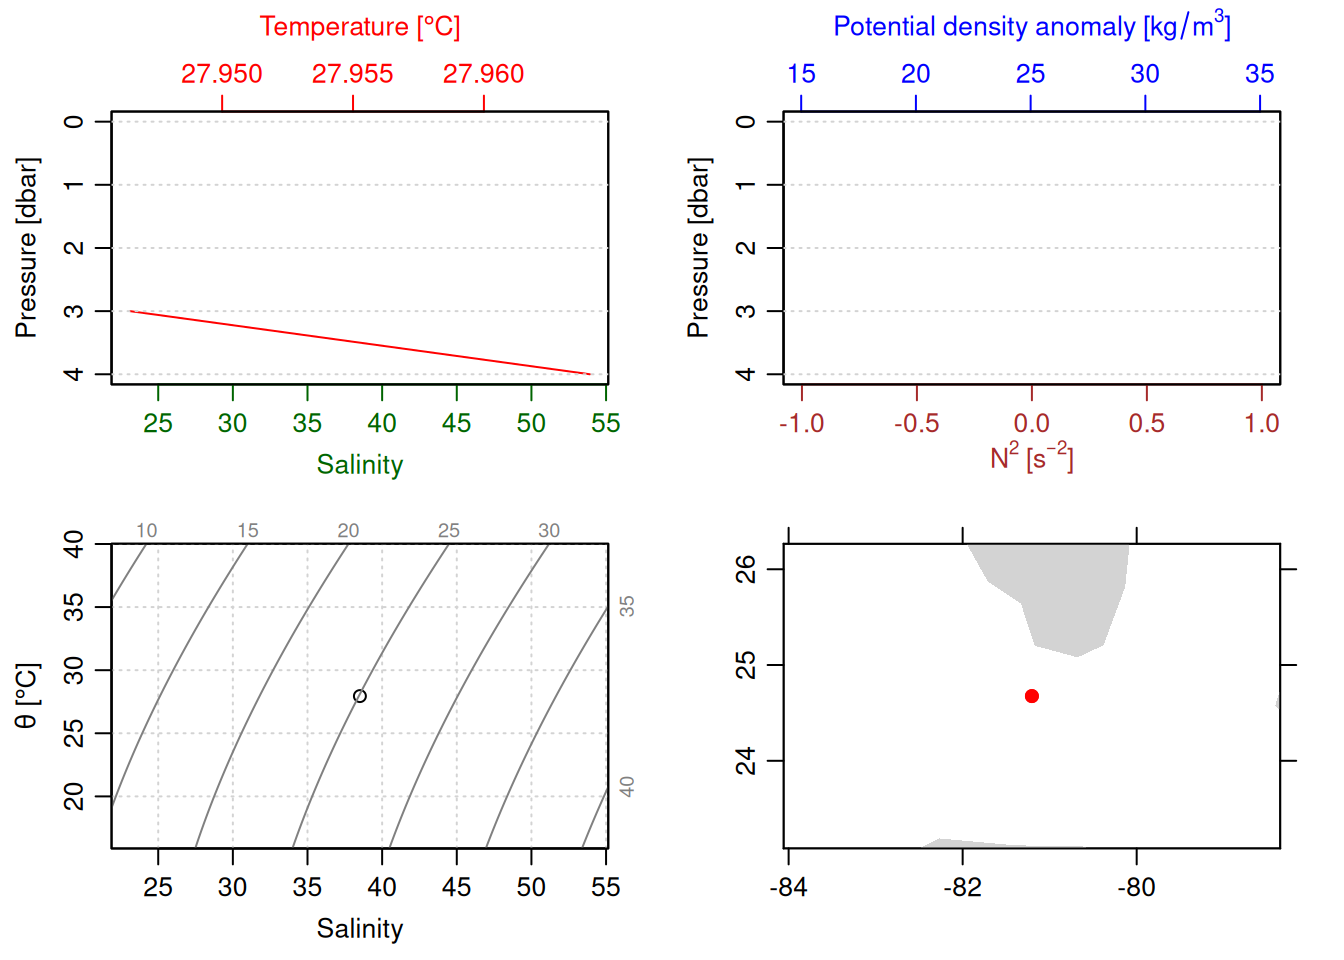 Temperature [°C]
27.950 27.955 27.960
Pressure [dbar]
0
1
2
3
4
25 30 35 40 45 50 55
Salinity
Potential density anomaly [kg/m³]
15 20 25 30 35
Pressure [dbar]
0
1
2
3
4
-1.0 -0.5 0.0 0.5 1.0
N² [s⁻²]
10 15 20 25 30
35
40
θ [°C]
40
35
30
25
20
25 30 35 40 45 50 55
Salinity
26
25
24
-84 -82 -80